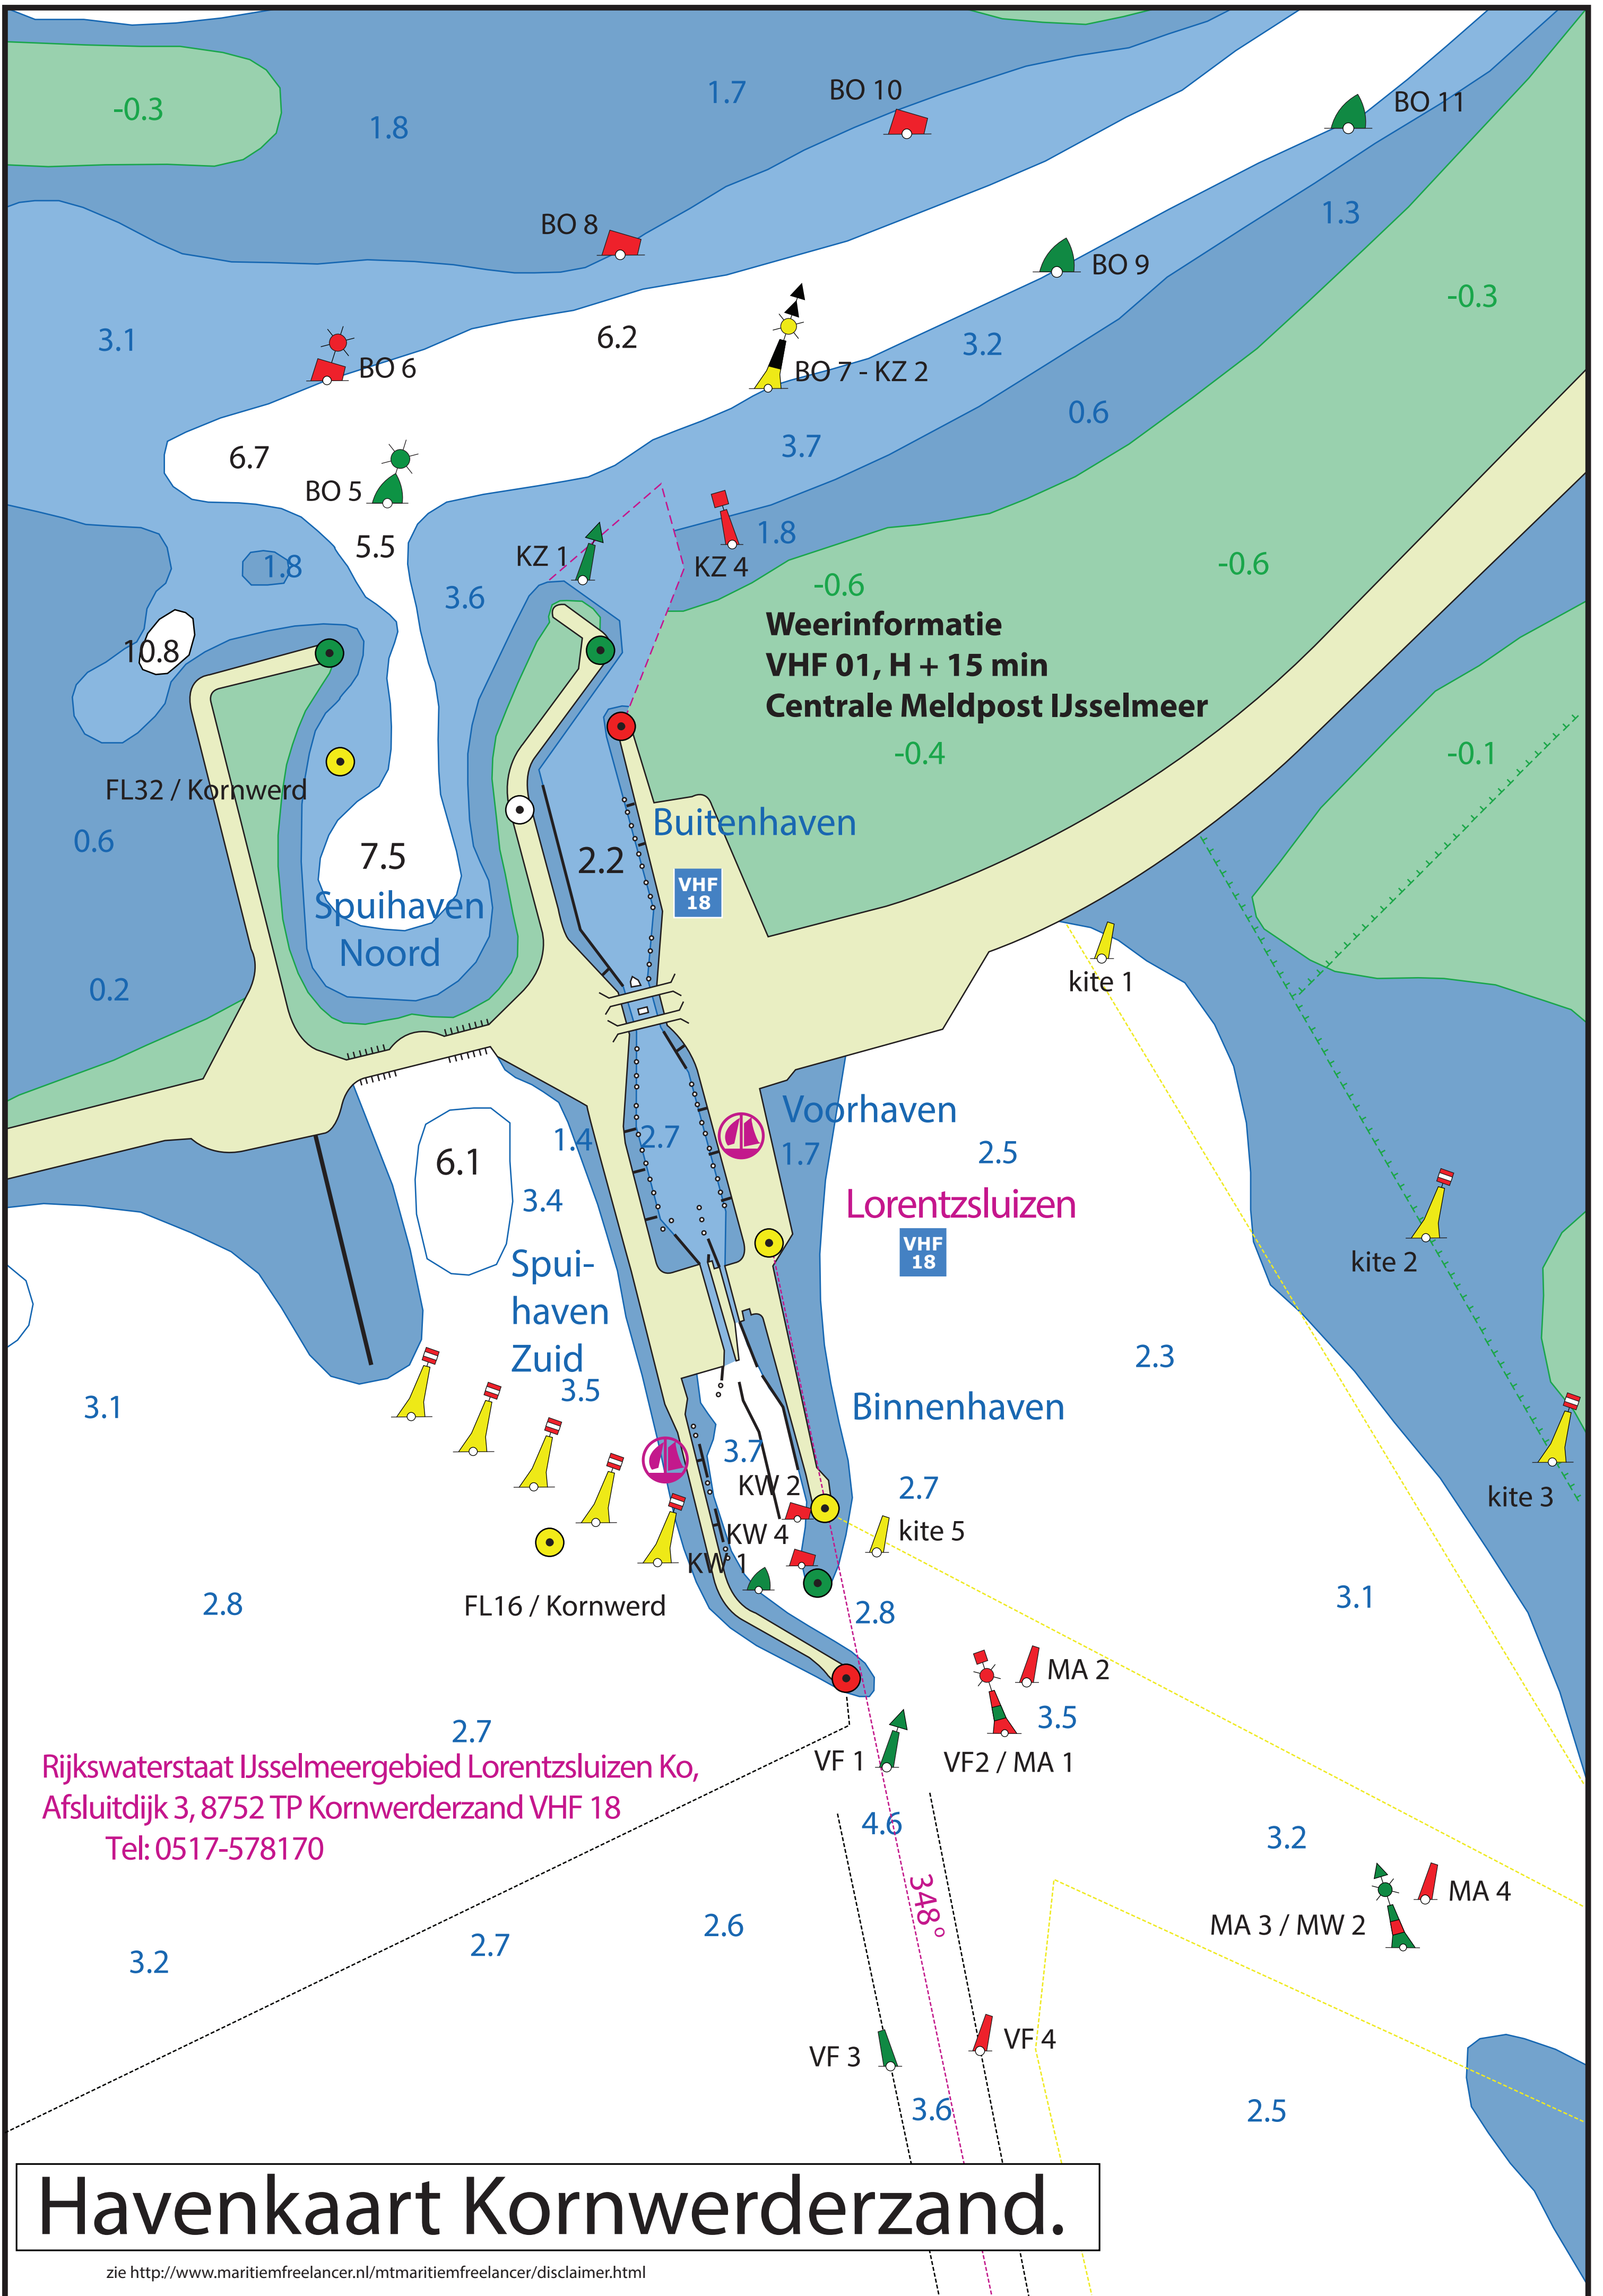 -0.3
1.8
1.7
BO 10
BO 11
BO 8
1.3
BO 9
-0.3
3.1
BO 6
6.2
3.2
BO 7 - KZ 2
0.6
3.7
6.7
BO 5
5.5
1.8
KZ 1
KZ 4
1.8
-0.6
-0.6
3.6
10.8
Weerinformatie
VHF 01, H + 15 min
Centrale Meldpost IJsselmeer
-0.4
-0.1
FL32 / Kornwerd
0.6
7.5
2.2
Buitenhaven
VHF
18
Spuihaven
Noord
0.2
kite 1
Voorhaven
1.4
2.7
1.7
2.5
6.1
3.4
Lorentzsluizen
VHF
18
kite 2
Spui-
haven
Zuid
3.5
2.3
3.1
Binnenhaven
3.7
KW 2
2.7
kite 3
KW 4
kite 5
KW 1
2.8
FL16 / Kornwerd
2.8
3.1
MA 2
3.5
2.7
VF 1
VF2 / MA 1
Rijkswaterstaat IJsselmeergebied Lorentzsluizen Ko,
Afsluitdijk 3, 8752 TP Kornwerderzand VHF 18
Tel: 0517-578170
4.6
3.2
348°
MA 4
MA 3 / MW 2
2.6
2.7
3.2
VF 3
VF 4
3.6
2.5
Havenkaart Kornwerderzand.
zie http://www.maritiemfreelancer.nl/mtmaritiemfreelancer/disclaimer.html